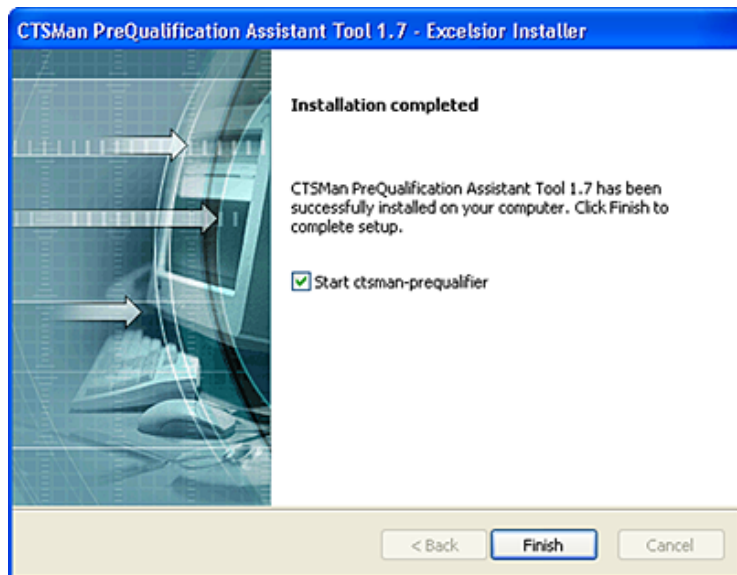 CTSMan PreQualification Assistant Tool 1.7 - Excelsior Installer
Installation completed
CTSMan PreQualification Assistant Tool 1.7 has been
successfully installed on your computer. Click Finish to
complete setup.
Start ctsman-prequalifier
< Back Finish Cancel